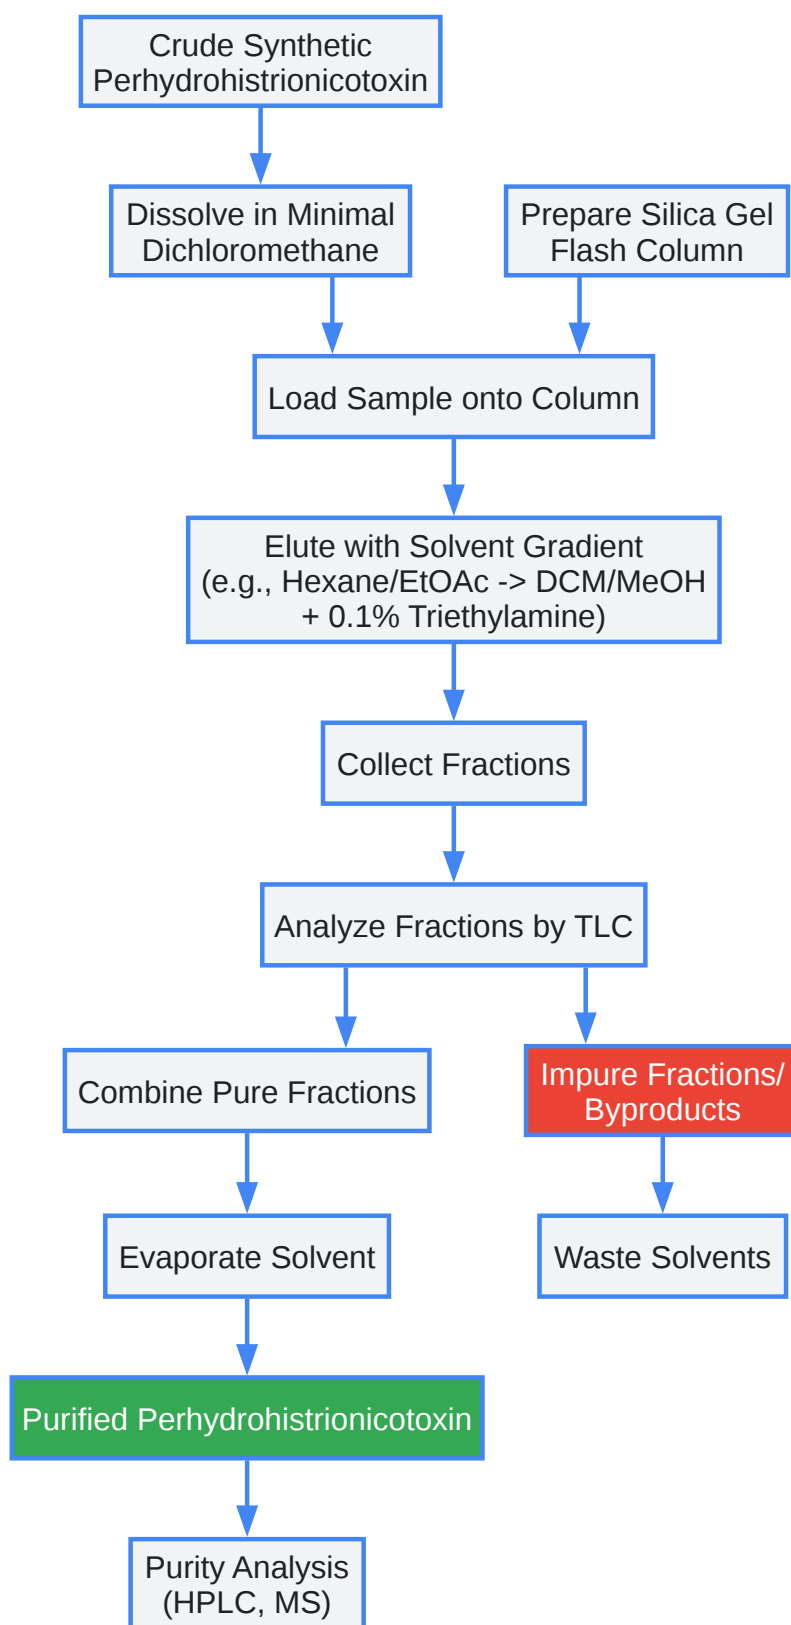 Crude Synthetic
Perhydrohistrionicotoxin
Dissolve in Minimal
Dichloromethane
Prepare Silica Gel
Flash Column
Load Sample onto Column
Elute with Solvent Gradient
(e.g., Hexane/EtOAc -> DCM/MeOH
+ 0.1% Triethylamine)
Collect Fractions
Analyze Fractions by TLC
Combine Pure Fractions
Impure Fractions/
Byproducts
Evaporate Solvent
Waste Solvents
Purified Perhydrohistrionicotoxin
Purity Analysis
(HPLC, MS)